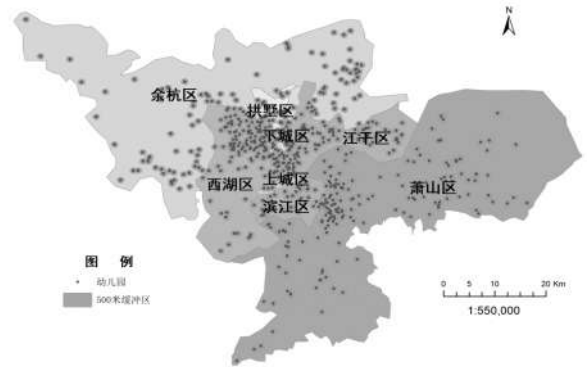 N
余杭区
拱墅区
下城区
江干区
西湖区
上城区
萧山区
滨江区
图 例
幼儿园
500米缓冲区
0 5 10 20 Km
1:550,000